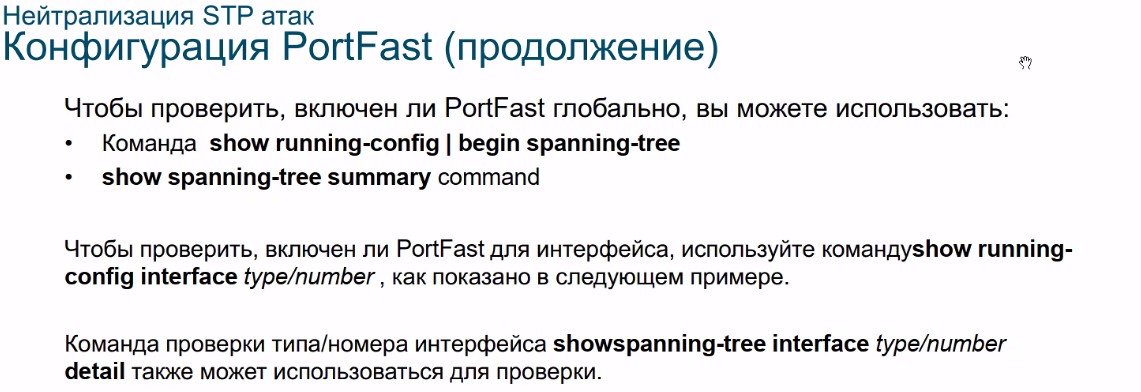 Нейтрализация STP атак
Конфигурация PortFast (продолжение)
Чтобы проверить, включен ли PortFast глобально, вы можете использовать:
• Команда show running-config | begin spanning-tree
• show spanning-tree summary command
Чтобы проверить, включен ли PortFast для интерфейса, используйте командуshow running-
config interface type/number , как показано в следующем примере.
Команда проверки типа/номера интерфейса showspanning-tree interface type/number
detail также может использоваться для проверки.